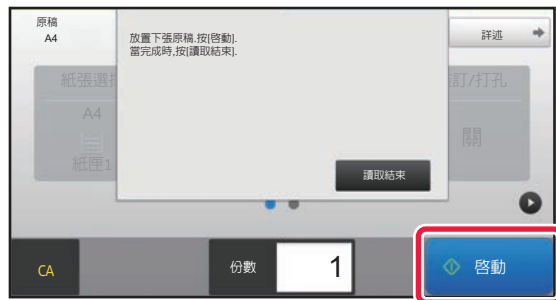 原稿
A4
放置下張原稿.按[啓動].
當完成時,按[讀取結束].
詳述
紙張選
A4
紙匣1
訂/打孔
關
讀取結束
CA
份數
1
啓動